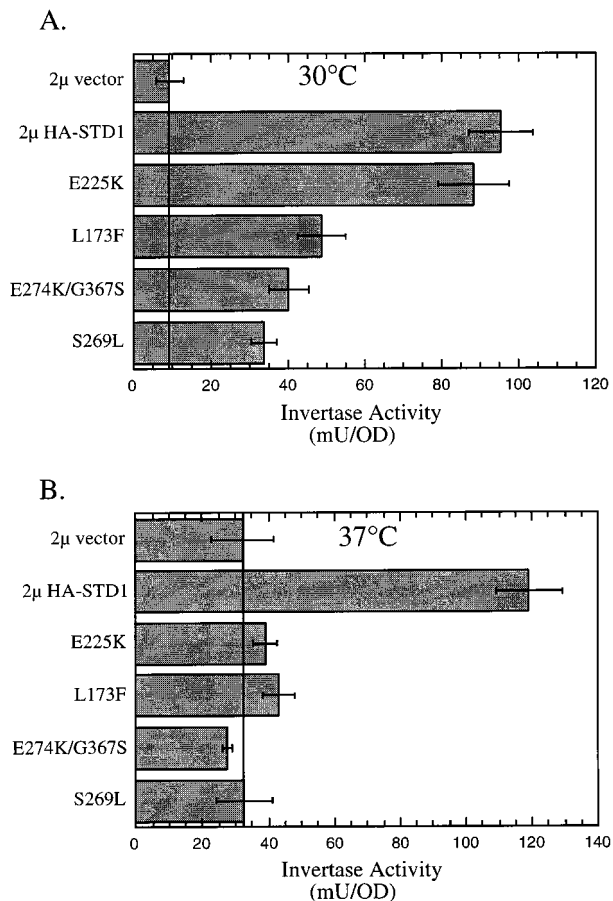 A.
30°C
2μ vector
2μ HA-STD1
E225K
L173F
E274K/G367S
S269L
0 20 40 60 80 100 120
Invertase Activity
(mU/OD)
B.
37°C
2μ vector
2μ HA-STD1
E225K
L173F
E274K/G367S
S269L
0 20 40 60 80 100 120 140
Invertase Activity
(mU/OD)